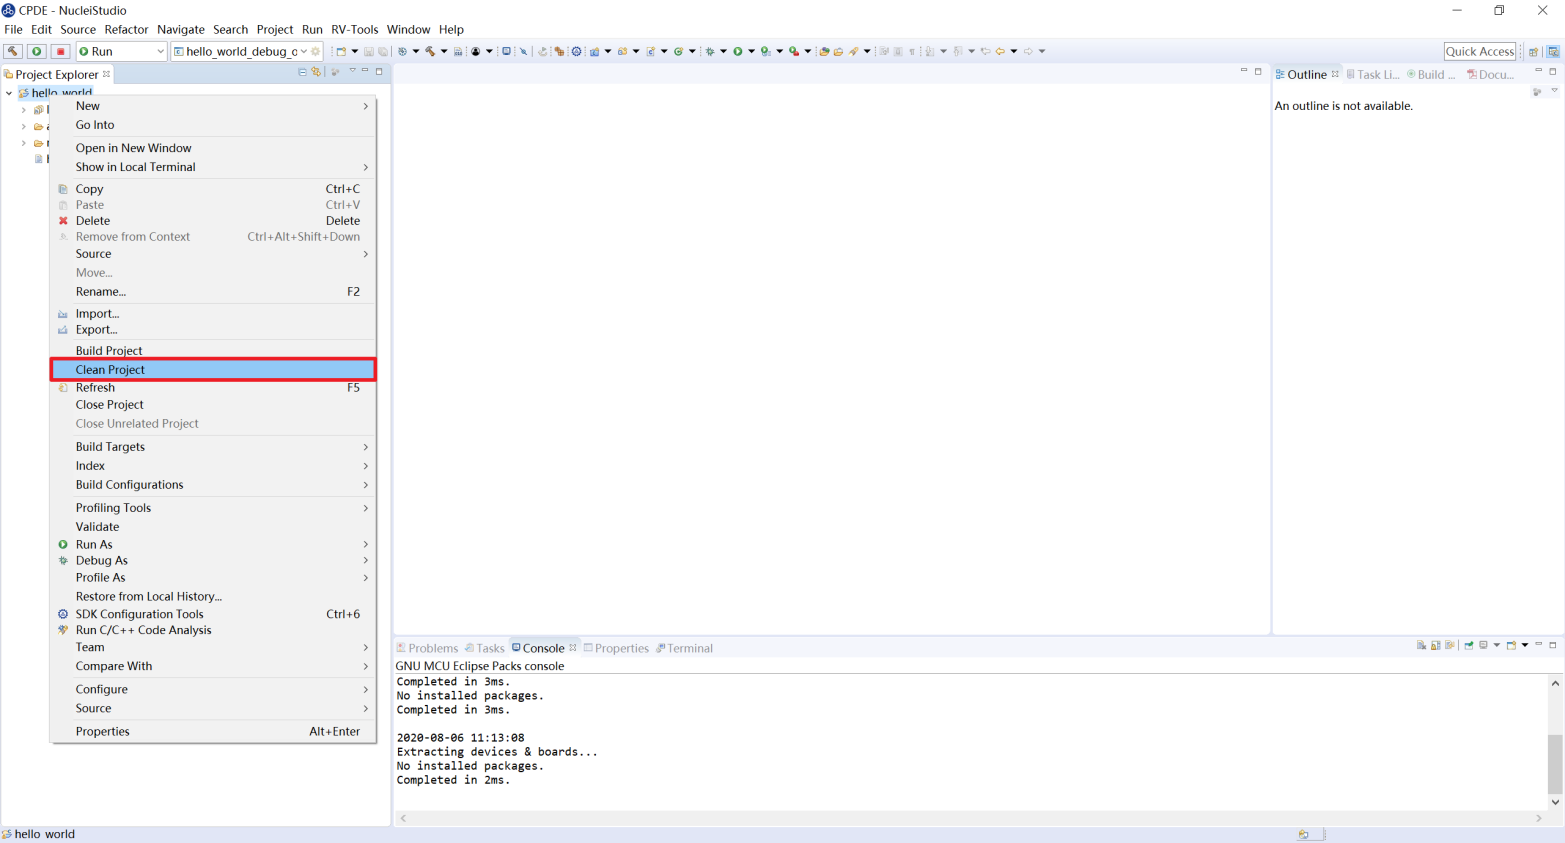 CPDE - NucleiStudio
File Edit Source Refactor Navigate Search Project Run RV-Tools Window Help
Run hello_world_debug_o Quick Access
Project Explorer
hello_world
New
Go Into
Open in New Window
Show in Local Terminal
Copy Ctrl+C
Paste Ctrl+V
Delete Delete
Remove from Context Ctrl+Alt+Shift+Down
Source
Move...
Rename... F2
Import...
Export...
Build Project
Clean Project
Refresh F5
Close Project
Close Unrelated Project
Build Targets
Index
Build Configurations
Profiling Tools
Validate
Run As
Debug As
Profile As
Restore from Local History...
SDK Configuration Tools Ctrl+6
Run C/C++ Code Analysis
Team
Compare With
Configure
Source
Properties Alt+Enter
Outline Task Li... Build ... Docu...
An outline is not available.
Problems Tasks Console Properties Terminal
GNU MCU Eclipse Packs console
Completed in 3ms.
No installed packages.
Completed in 3ms.
2020-08-06 11:13:08
Extracting devices & boards...
No installed packages.
Completed in 2ms.
hello_world